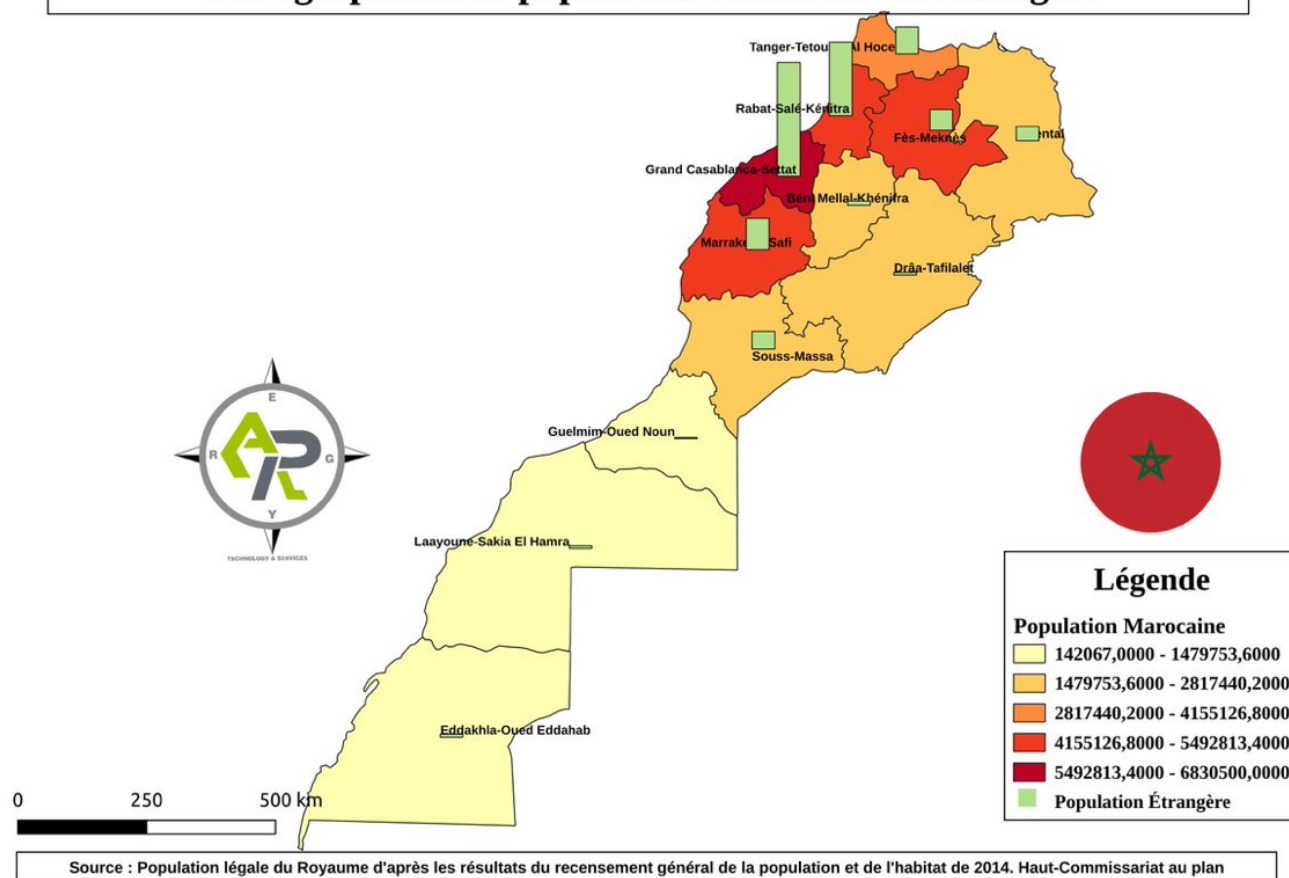 Tanger-Tetou Al Hoce
Rabat-Salé-Kénitra
Fès-Meknès
ental
Grand Casablanca-Settat
Béni Mellal-Khénifra
Marrake Safi
Drâa-Tafilalet
Souss-Massa
Guelmim-Oued Noun
Laayoune-Sakia El Hamra
Eddakhla-Oued Eddahab
E
R
G
Y
TECHNOLOGY & SERVICES
Légende
Population Marocaine
142067,0000 - 1479753,6000
1479753,6000 - 2817440,2000
2817440,2000 - 4155126,8000
4155126,8000 - 5492813,4000
5492813,4000 - 6830500,0000
Population Étrangère
0 250 500 km
Source : Population légale du Royaume d'après les résultats du recensement général de la population et de l'habitat de 2014. Haut-Commissariat au plan